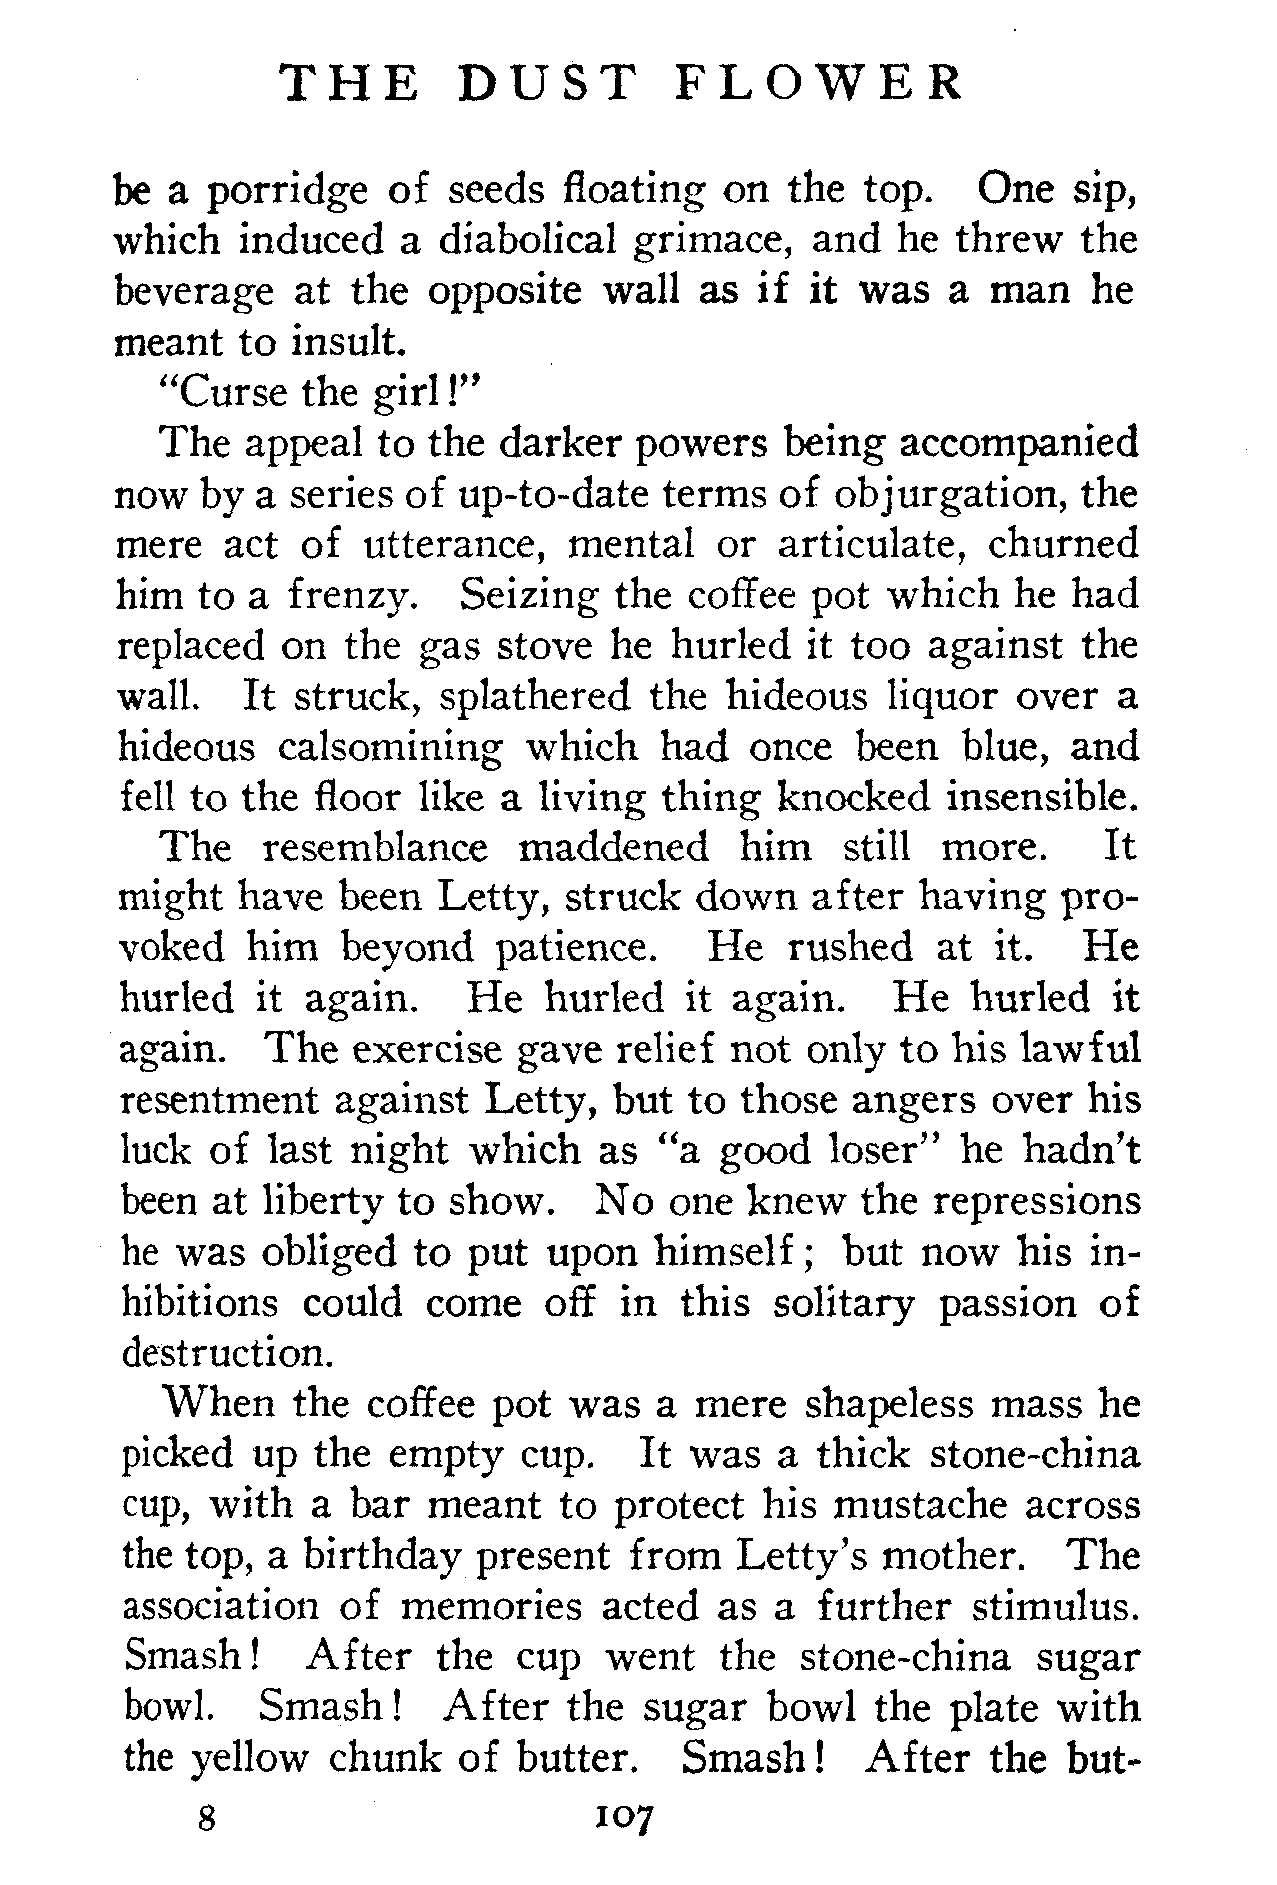 THE DUST FLOWER
be a porridge of seeds floating on the top. One sip,
which induced a diabolical grimace, and he threw the
beverage at the opposite wall as if it was a man he
meant to insult.
“Curse the girl!”
The appeal to the darker powers being accompanied
now by a series of up-to-date terms of objurgation, the
mere act of utterance, mental or articulate, churned
him to a frenzy. Seizing the coffee pot which he had
replaced on the gas stove he hurled it too against the
wall. It struck, splathered the hideous liquor over a
hideous calsomining which had once been blue, and
fell to the floor like a living thing knocked insensible.
The resemblance maddened him still more. It
might have been Letty, struck down after having pro-
voked him beyond patience. He rushed at it. He
hurled it again. He hurled it again. He hurled it
again. The exercise gave relief not only to his lawful
resentment against Letty, but to those angers over his
luck of last night which as “a good loser” he hadn’t
been at liberty to show. No one knew the repressions
he was obliged to put upon himself; but now his in-
hibitions could come off in this solitary passion of
destruction.
When the coffee pot was a mere shapeless mass he
picked up the empty cup. It was a thick stone-china
cup, with a bar meant to protect his mustache across
the top, a birthday present from Letty’s mother. The
association of memories acted as a further stimulus.
Smash! After the cup went the stone-china sugar
bowl. Smash! After the sugar bowl the plate with
the yellow chunk of butter. Smash! After the but-
8 107